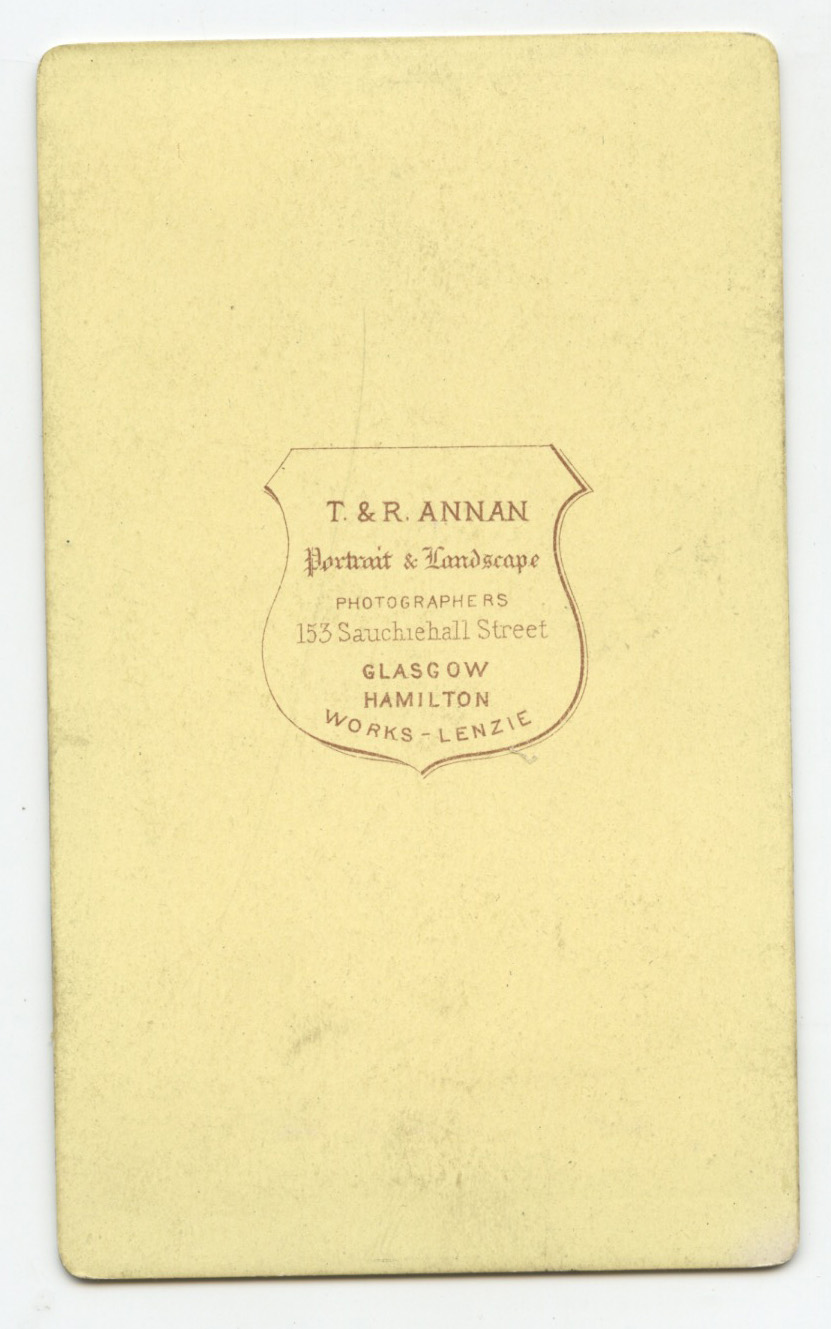 T. & R. ANNAN
Portrait & Landscape
PHOTOGRAPHERS
153 Sauchiehall Street
GLASGOW
HAMILTON
WORKS - LENZIE